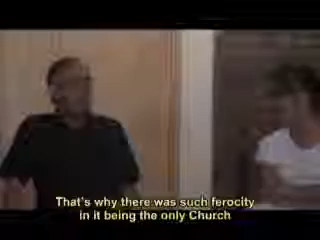 That's why there was such ferocity
in it being the only Church